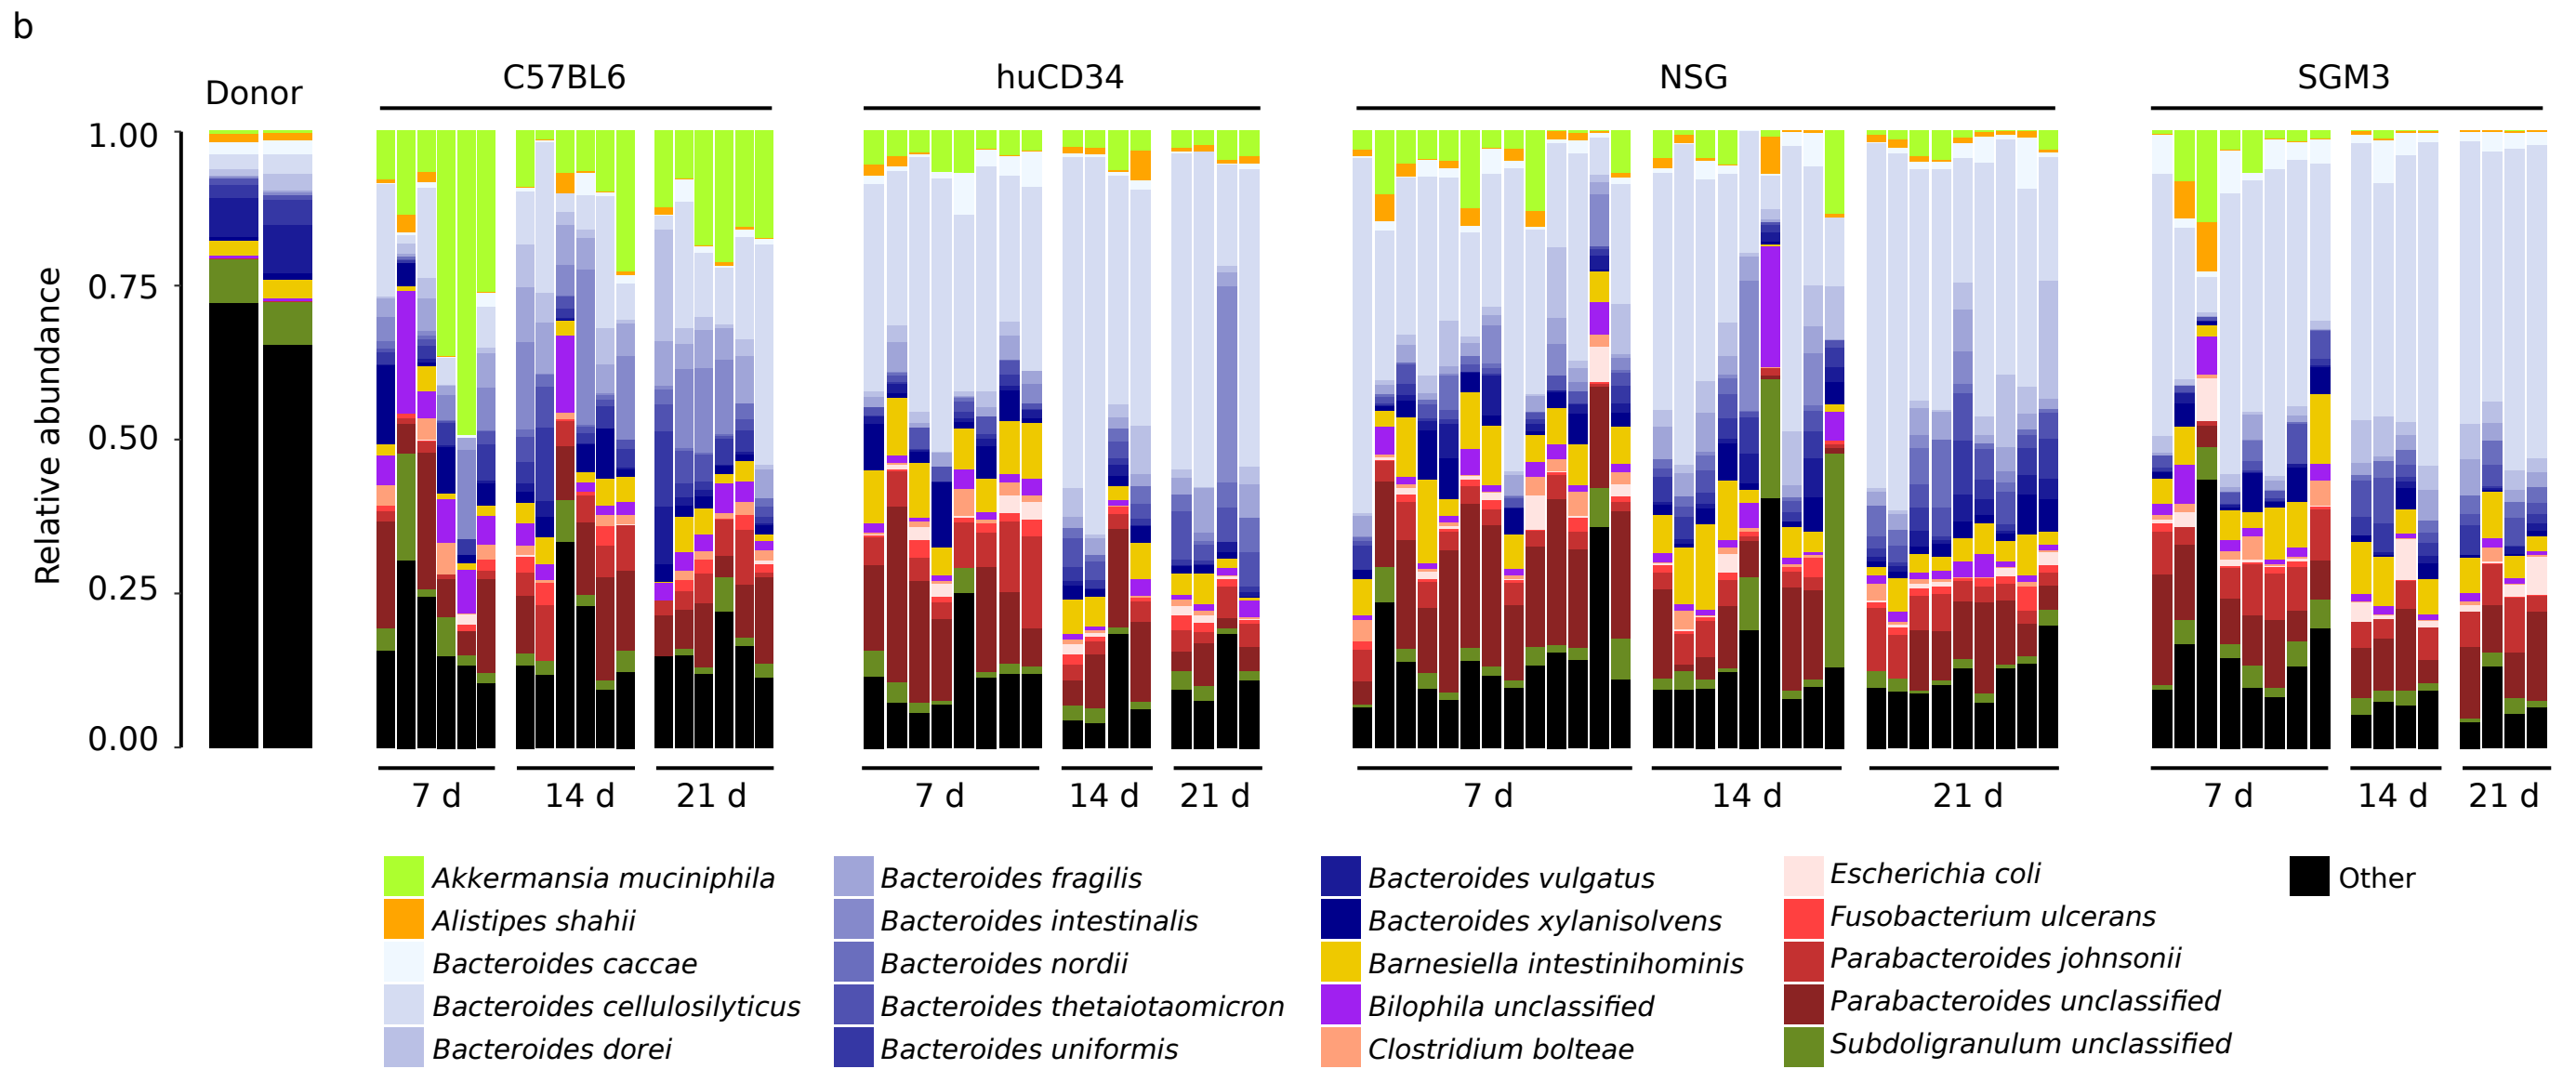 b
Donor
C57BL6
huCD34
NSG
SGM3
Relative abundance
1.00
0.75
0.50
0.25
0.00
7 d 14 d 21 d
7 d 14 d 21 d
7 d 14 d 21 d
7 d 14 d 21 d
Akkermansia muciniphila
Alistipes shahii
Bacteroides caccae
Bacteroides cellulosilyticus
Bacteroides dorei
Bacteroides fragilis
Bacteroides intestinalis
Bacteroides nordii
Bacteroides thetaiotaomicron
Bacteroides uniformis
Bacteroides vulgatus
Bacteroides xylanisolvens
Barnesiella intestinihominis
Bilophila unclassified
Clostridium bolteae
Escherichia coli
Fusobacterium ulcerans
Parabacteroides johnsonii
Parabacteroides unclassified
Subdoligranulum unclassified
Other